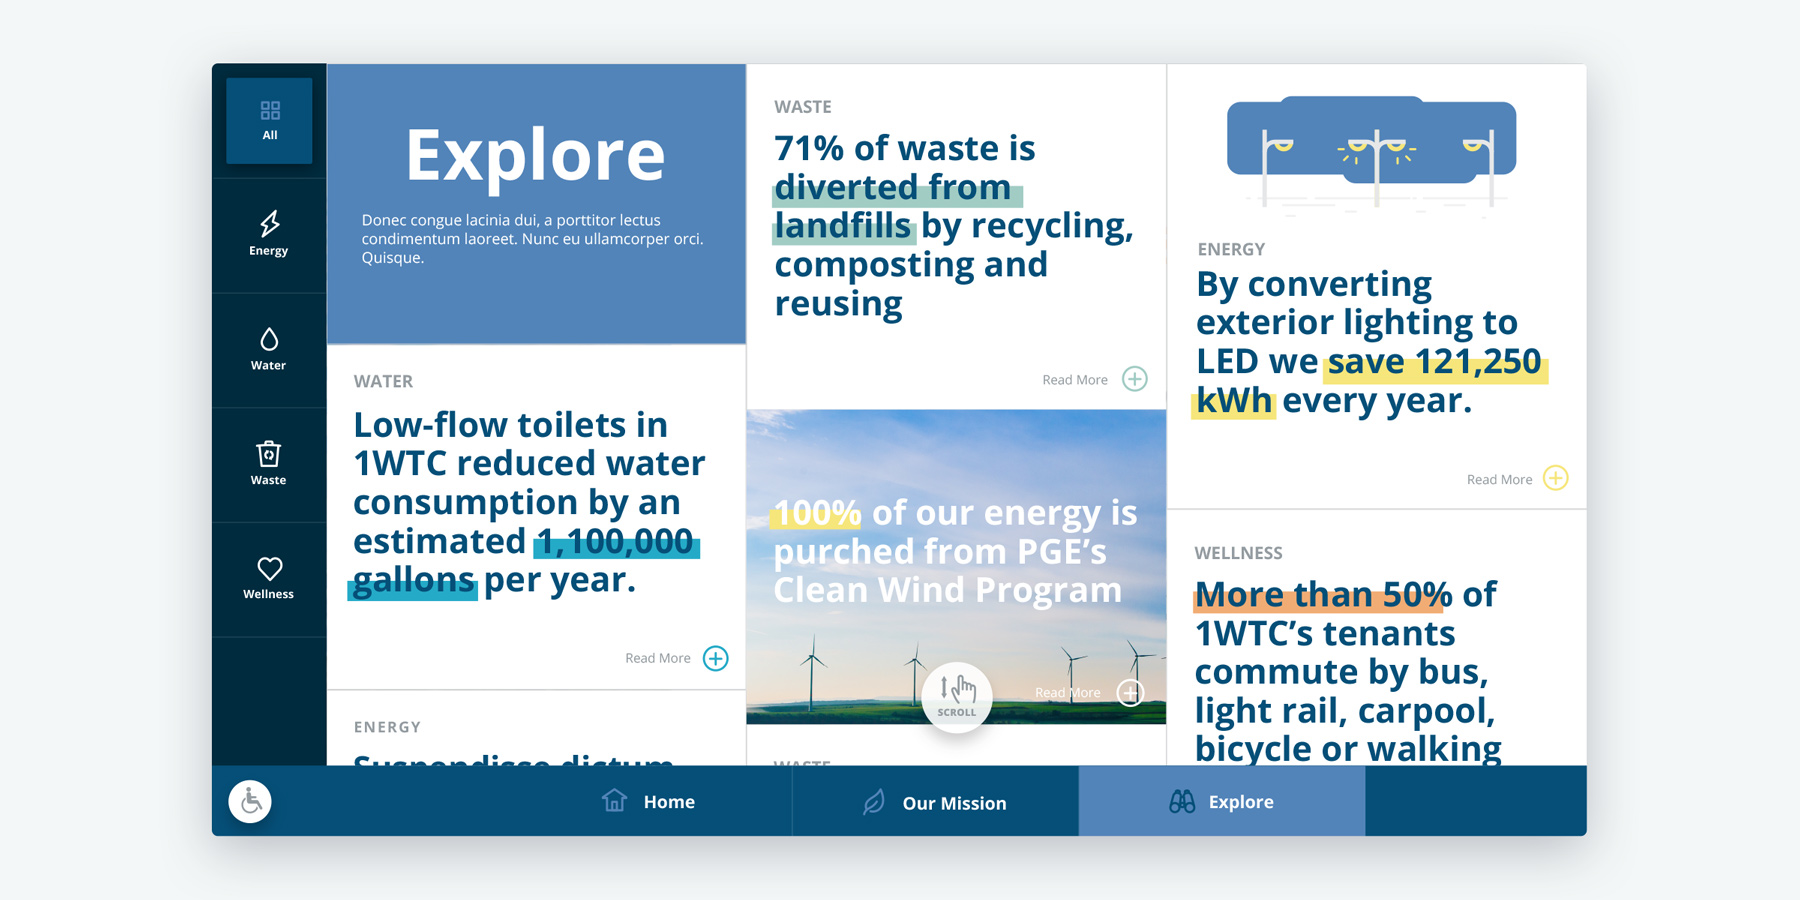 All
Energy
Water
Waste
Wellness
Explore
Donec congue lacinia dui, a porttitor lectus
condimentum laoreet. Nunc eu ullamcorper orci.
Quisque.
WATER
Low-flow toilets in
1WTC reduced water
consumption by an
estimated 1,100,000
gallons per year.
Read More
ENERGY
Suspendisse dictum
WASTE
71% of waste is
diverted from
landfills by recycling,
composting and
reusing
Read More
100% of our energy is
purched from PGE’s
Clean Wind Program
Read More
SCROLL
WASTE
ENERGY
By converting
exterior lighting to
LED we save 121,250
kWh every year.
Read More
WELLNESS
More than 50% of
1WTC’s tenants
commute by bus,
light rail, carpool,
bicycle or walking
Home
Our Mission
Explore